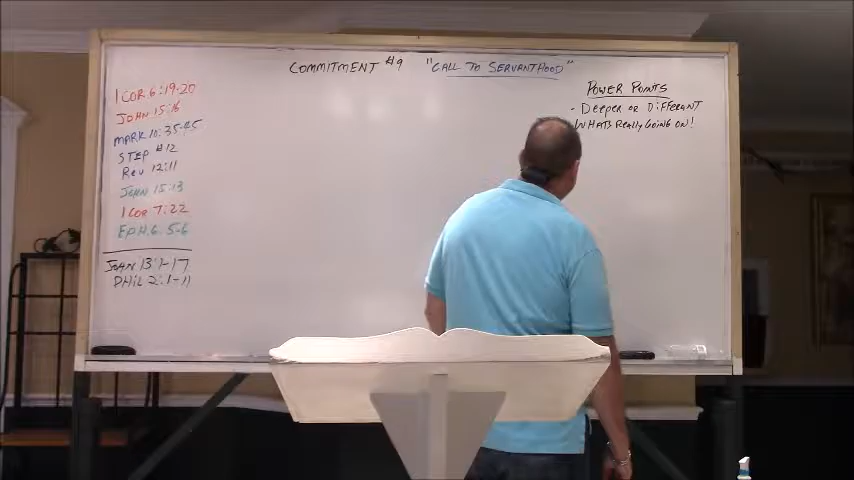 COMMITMENT #9 "CALL TO SERVANTHOOD"
1 COR 6:19-20
JOHN 15:16
MARK 10:35-45
STEP #12
REV 12:11
JOHN 15:13
1 COR 7:22
EPH. 6:5-6
JOHN 13:1-17
PHIL 2:1-11
POWER POINTS
- DEEPER OR DIFFERENT
WHATS REALLY GOING ON!